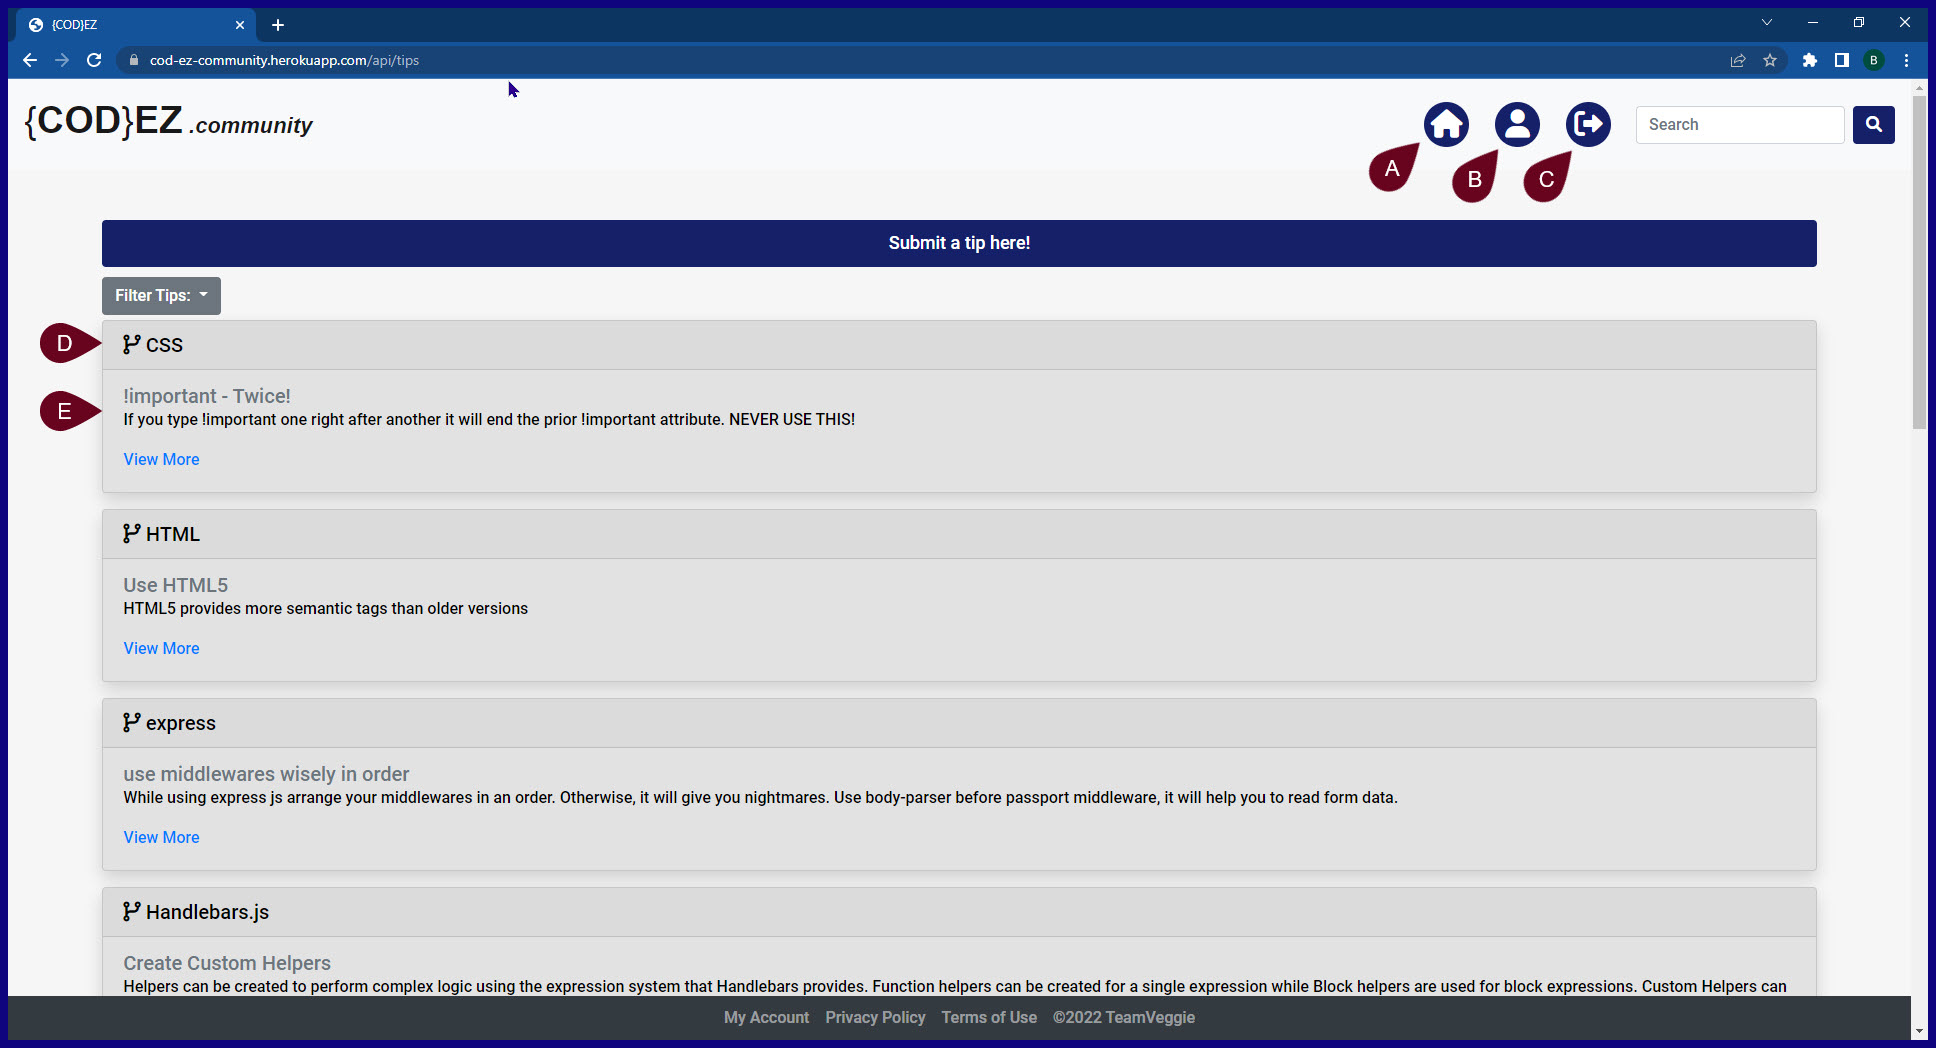 {COD}EZ
cod-ez-community.herokuapp.com/api/tips
B
{COD}EZ .community
Search
A
B
C
Submit a tip here!
Filter Tips:
D
CSS
!important - Twice!
E
If you type !important one right after another it will end the prior !important attribute. NEVER USE THIS!
View More
HTML
Use HTML5
HTML5 provides more semantic tags than older versions
View More
express
use middlewares wisely in order
While using express js arrange your middlewares in an order. Otherwise, it will give you nightmares. Use body-parser before passport middleware, it will help you to read form data.
View More
Handlebars.js
Create Custom Helpers
Helpers can be created to perform complex logic using the expression system that Handlebars provides. Function helpers can be created for a single expression while Block helpers are used for block expressions. Custom Helpers can
My Account Privacy Policy Terms of Use ©2022 TeamVeggie